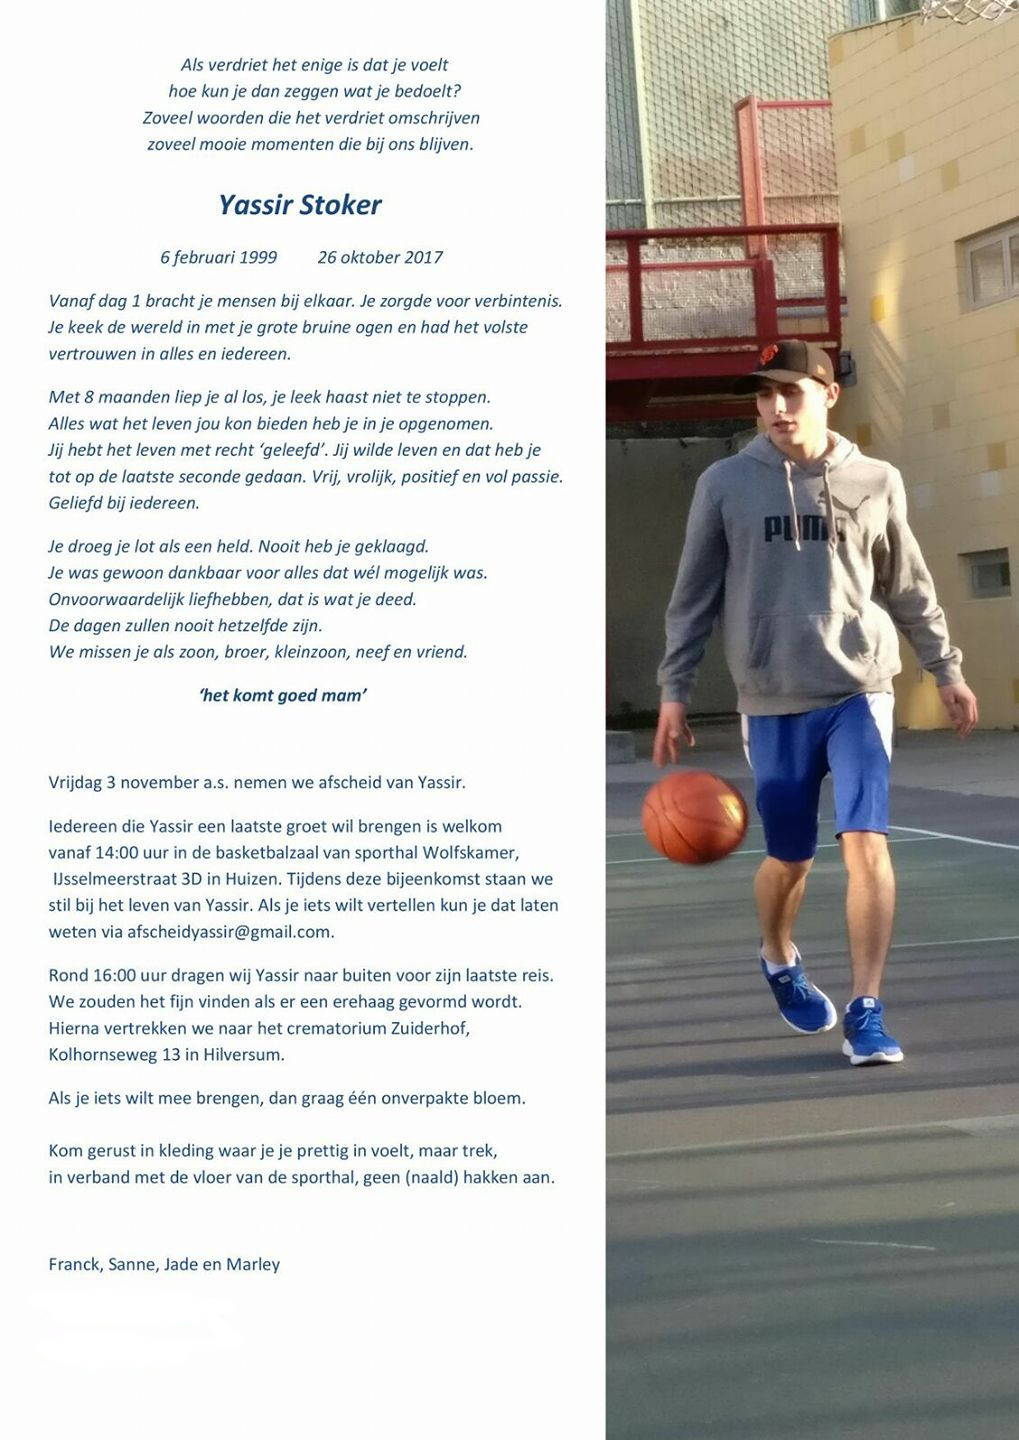 Als verdriet het enige is dat je voelt
hoe kun je dan zeggen wat je bedoelt?
Zoveel woorden die het verdriet omschrijven
zoveel mooie momenten die bij ons blijven.
Yassir Stoker
6 februari 1999 26 oktober 2017
Vanaf dag 1 bracht je mensen bij elkaar. Je zorgde voor verbintenis.
Je keek de wereld in met je grote bruine ogen en had het volste
vertrouwen in alles en iedereen.
Met 8 maanden liep je al los, je leek haast niet te stoppen.
Alles wat het leven jou kon bieden heb je in je opgenomen.
Jij hebt het leven met recht ‘geleefd’. Jij wilde leven en dat heb je
tot op de laatste seconde gedaan. Vrij, vrolijk, positief en vol passie.
Geliefd bij iedereen.
Je droeg je lot als een held. Nooit heb je geklaagd.
Je was gewoon dankbaar voor alles dat wél mogelijk was.
Onvoorwaardelijk liefhebben, dat is wat je deed.
De dagen zullen nooit hetzelfde zijn.
We missen je als zoon, broer, kleinzoon, neef en vriend.
‘het komt goed mam’
Vrijdag 3 november a.s. nemen we afscheid van Yassir.
Iedereen die Yassir een laatste groet wil brengen is welkom
vanaf 14:00 uur in de basketbalzaal van sporthal Wolfskamer,
IJsselmeerstraat 3D in Huizen. Tijdens deze bijeenkomst staan we
stil bij het leven van Yassir. Als je iets wilt vertellen kun je dat laten
weten via afscheidyassir@gmail.com.
Rond 16:00 uur dragen wij Yassir naar buiten voor zijn laatste reis.
We zouden het fijn vinden als er een erehaag gevormd wordt.
Hierna vertrekken we naar het crematorium Zuiderhof,
Kolhornseweg 13 in Hilversum.
Als je iets wilt mee brengen, dan graag één onverpakte bloem.
Kom gerust in kleding waar je je prettig in voelt, maar trek,
in verband met de vloer van de sporthal, geen (naald) hakken aan.
Franck, Sanne, Jade en Marley
PUMA